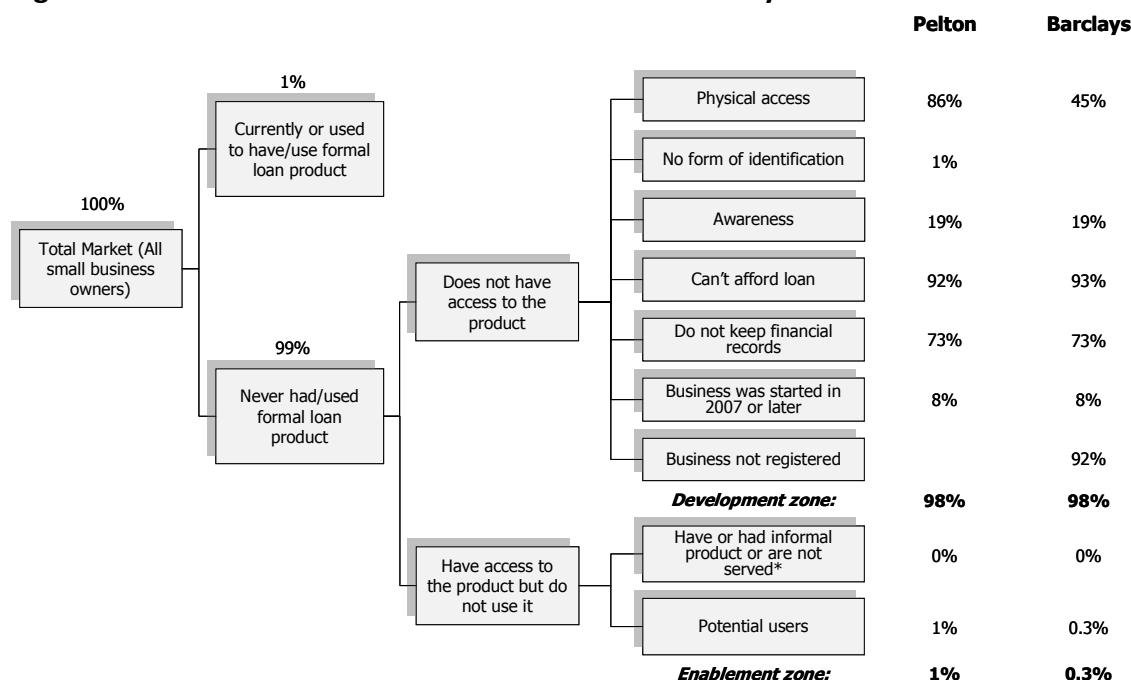 Pelton Barclays
1%
Currently or used
to have/use formal
loan product
100%
Total Market (All
small business
owners)
99%
Never had/used
formal loan
product
Does not have
access to the
product
Have access to
the product but do
not use it
Physical access 86% 45%
No form of identification 1%
Awareness 19% 19%
Can't afford loan 92% 93%
Do not keep financial
records 73% 73%
Business was started in
2007 or later 8% 8%
Business not registered 92%
Development zone: 98% 98%
Have or had informal
product or are not
served* 0% 0%
Potential users 1% 0.3%
Enablement zone: 1% 0.3%